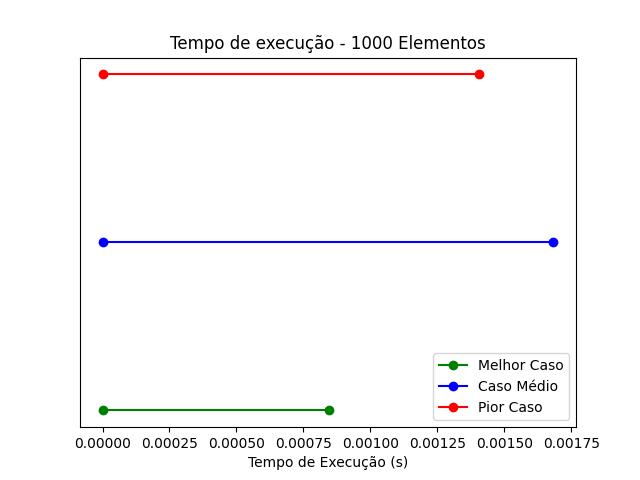 Tempo de execução - 1000 Elementos
Melhor Caso
Caso Médio
Pior Caso
0.00000 0.00025 0.00050 0.00075 0.00100 0.00125 0.00150 0.00175
Tempo de Execução (s)